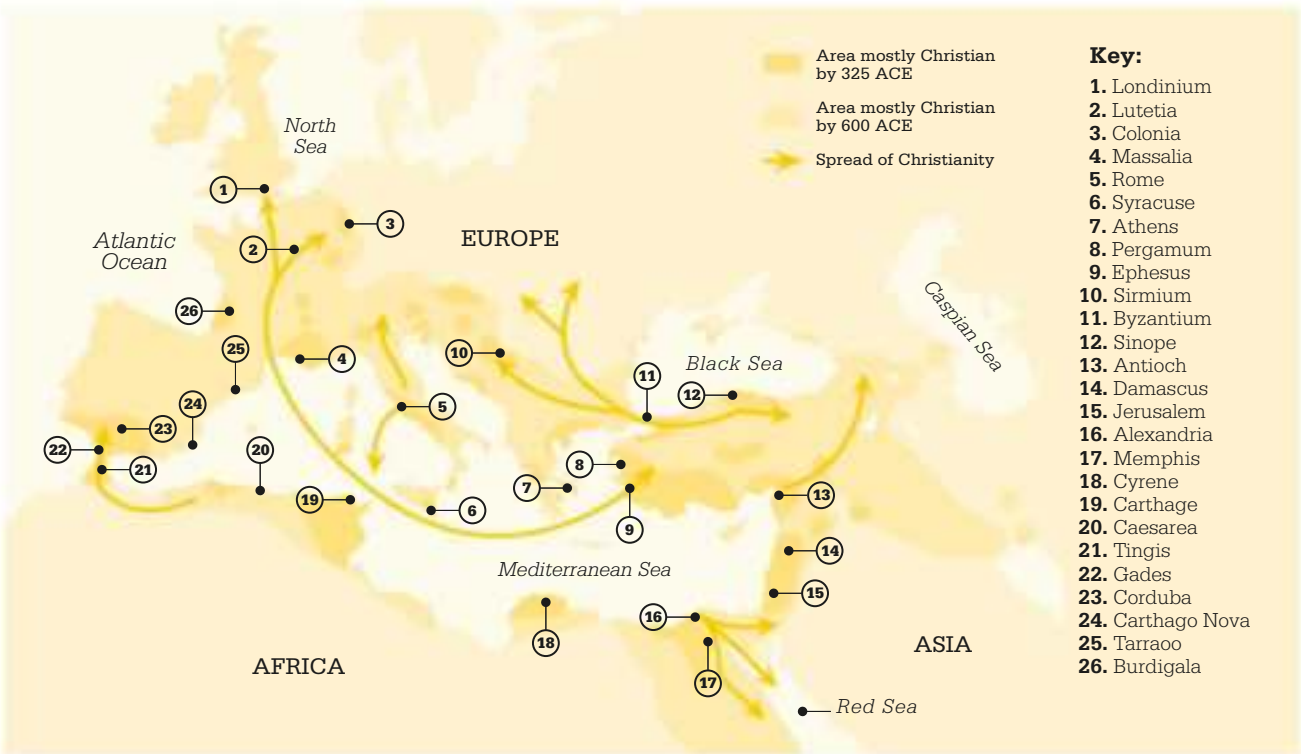 Area mostly Christian
by 325 ACE
Area mostly Christian
by 600 ACE
Spread of Christianity
Key:
1. Londinium
2. Lutetia
3. Colonia
4. Massalia
5. Rome
6. Syracuse
7. Athens
8. Pergamum
9. Ephesus
10. Sirmium
11. Byzantium
12. Sinope
13. Antioch
14. Damascus
15. Jerusalem
16. Alexandria
17. Memphis
18. Cyrene
19. Carthage
20. Caesarea
21. Tingis
22. Gades
23. Corduba
24. Carthago Nova
25. Tarraoo
26. Burdigala
North
Sea
1
3
2
EUROPE
Atlantic
Ocean
26
Caspian Sea
25
4
10
Black Sea
11
12
24
5
23
22
21
20
8
19
7
6
9
13
14
Mediterranean Sea
15
16
18
17
AFRICA
ASIA
Red Sea